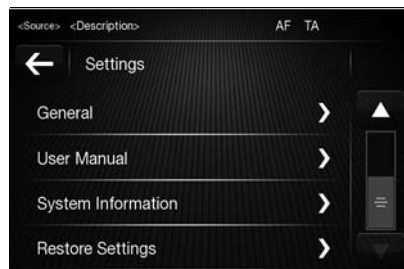 <Source> <Description> AF TA
Settings
General
User Manual
System Information
Restore Settings